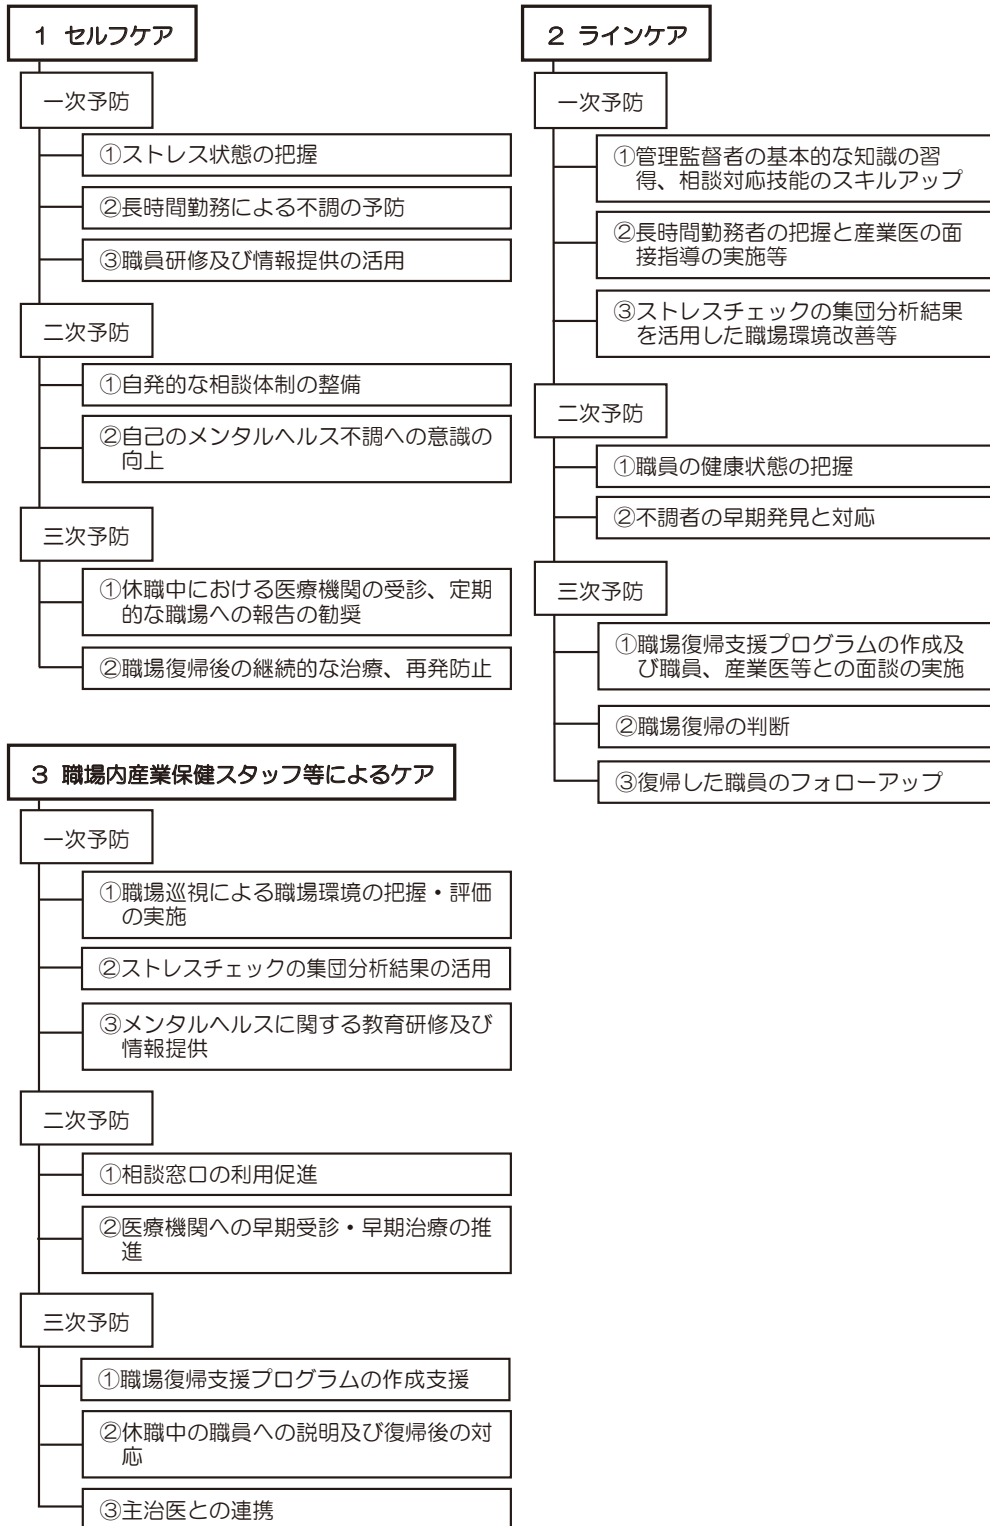 1 セルフケア
一次予防
①ストレス状態の把握
②長時間勤務による不調の予防
③職員研修及び情報提供の活用
二次予防
①自発的な相談体制の整備
②自己のメンタルヘルス不調への意識の
向上
三次予防
①休職中における医療機関の受診、定期
的な職場への報告の勧奨
②職場復帰後の継続的な治療、再発防止
2 ラインケア
一次予防
①管理監督者の基本的な知識の習
得、相談対応技能のスキルアップ
②長時間勤務者の把握と産業医の面
接指導の実施等
③ストレスチェックの集団分析結果
を活用した職場環境改善等
二次予防
①職員の健康状態の把握
②不調者の早期発見と対応
三次予防
①職場復帰支援プログラムの作成及
び職員、産業医等との面談の実施
②職場復帰の判断
③復帰した職員のフォローアップ
3 職場内産業保健スタッフ等によるケア
一次予防
①職場巡視による職場環境の把握・評価
の実施
②ストレスチェックの集団分析結果の活用
③メンタルヘルスに関する教育研修及び
情報提供
二次予防
①相談窓口の利用促進
②医療機関への早期受診・早期治療の推
進
三次予防
①職場復帰支援プログラムの作成支援
②休職中の職員への説明及び復帰後の対
応
③主治医との連携